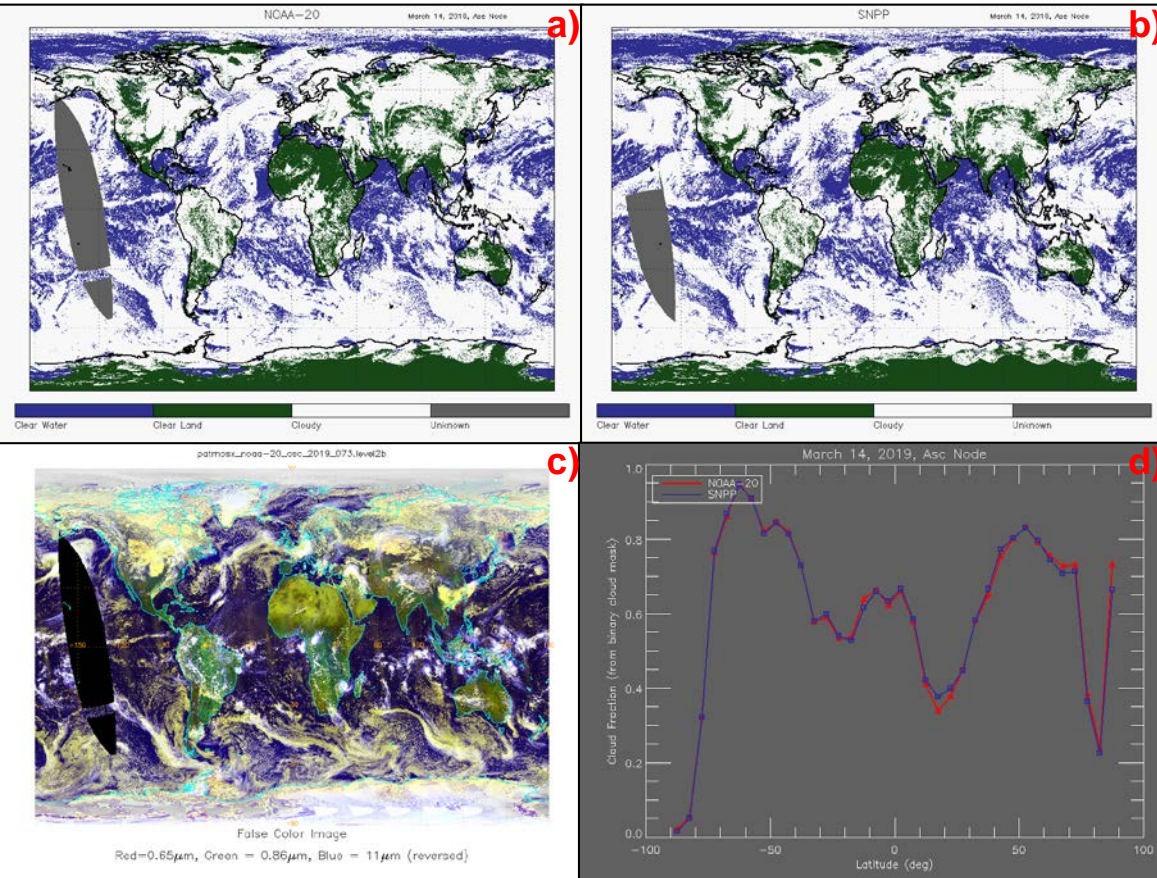 NOAA-20
March 14, 2019, Asc Node
a)
Clear Water
Clear Land
Cloudy
Unknown
SNPP
March 14, 2019, Asc Node
b)
Clear Water
Clear Land
Cloudy
Unknown
patmosx_noaa-20_asc_2019_073.level2b
c)
False Color Image
Red=0.65μm, Green = 0.86μm, Blue = 11μm (reversed)
March 14, 2019, Asc Node
d)
NOAA-20
SNPP
Cloud Fraction (from binary cloud mask)
1.0
0.8
0.6
0.4
0.2
0.0
-100
-50
0
50
100
Latitude (deg)